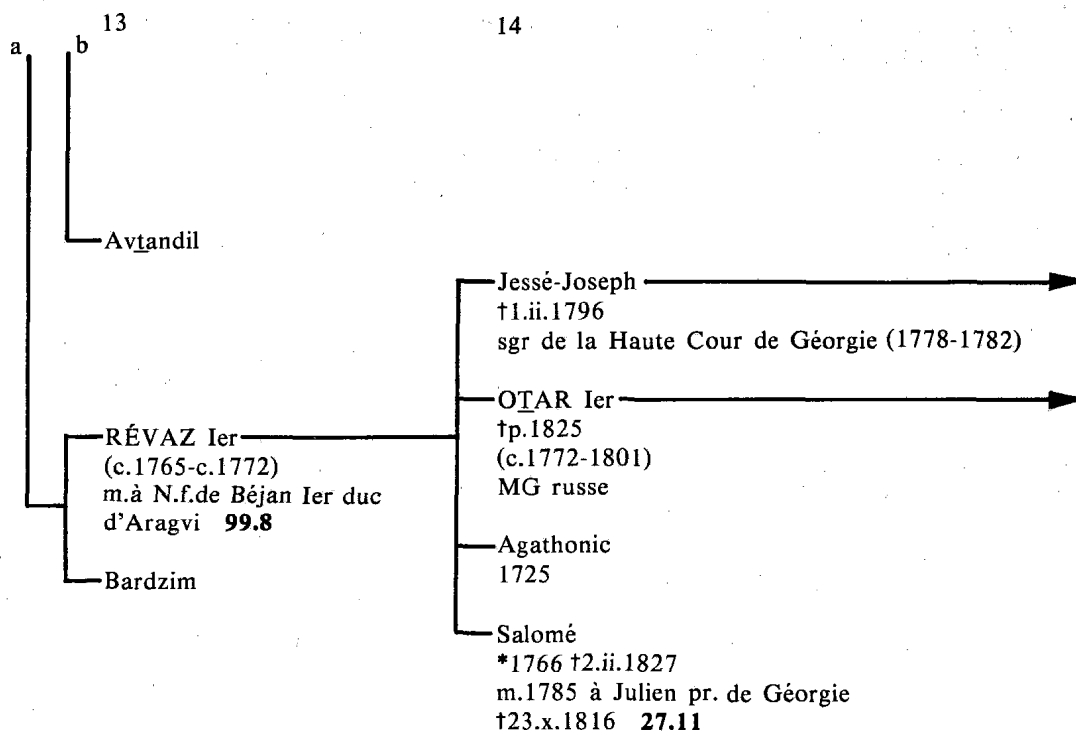 13 14
a b
Avṯandil
Jessé-Joseph
†1.ii.1796
sgr de la Haute Cour de Géorgie (1778-1782)
OṮAR Ier
†p.1825
(c.1772-1801)
MG russe
RÉVAZ Ier
(c.1765-c.1772)
m.à N.f.de Béjan Ier duc
d'Aragvi 99.8
Agathonic
1725
Bardzim
Salomé
*1766 †2.ii.1827
m.1785 à Julien pr. de Géorgie
†23.x.1816 27.11